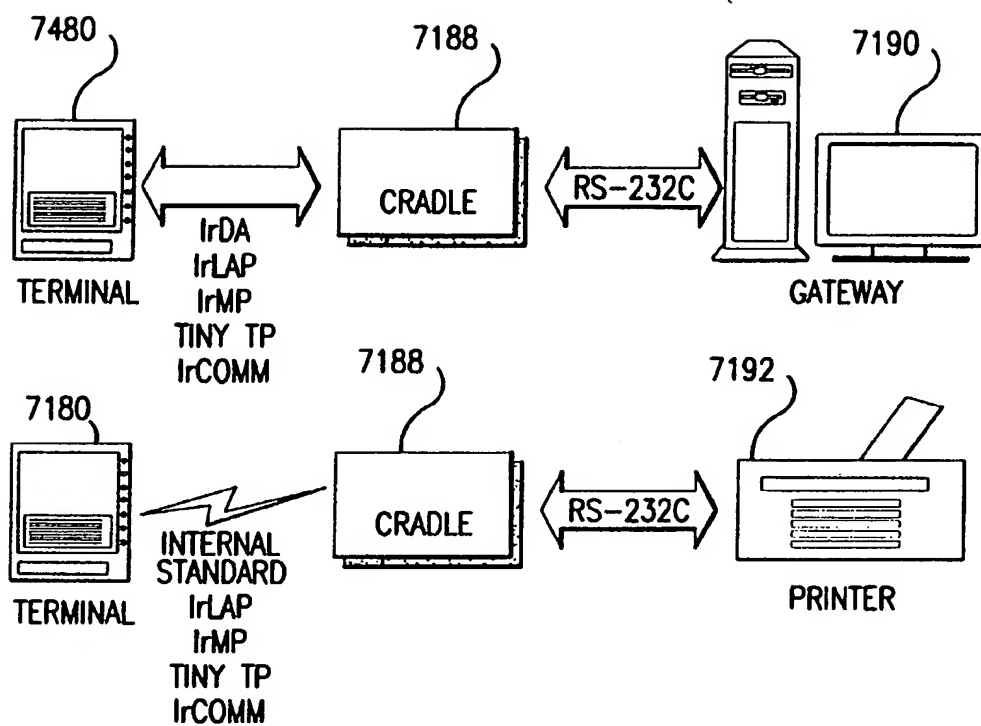 7480
7188
7190
CRADLE
RS-232C
IrDA
IrLAP
IrMP
TINY TP
IrCOMM
TERMINAL
GATEWAY
7180
7188
7192
CRADLE
RS-232C
INTERNAL
STANDARD
IrLAP
IrMP
TINY TP
IrCOMM
TERMINAL
PRINTER